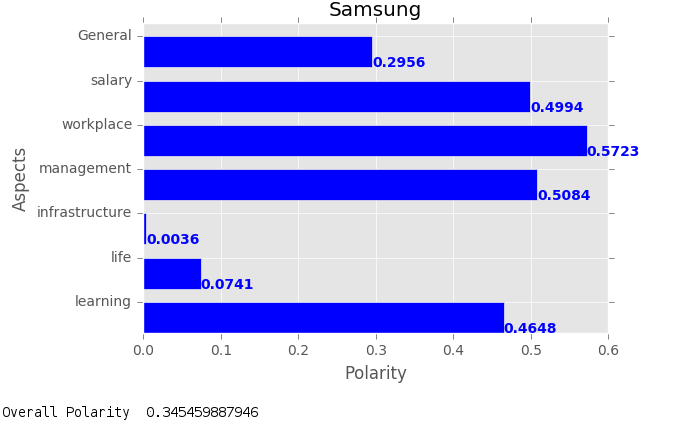 Samsung
General
0.2956
salary
0.4994
workplace
0.5723
management
0.5084
infrastructure
0.0036
life
0.0741
learning
0.4648
Aspects
0.0 0.1 0.2 0.3 0.4 0.5 0.6
Polarity
Overall Polarity 0.345459887946